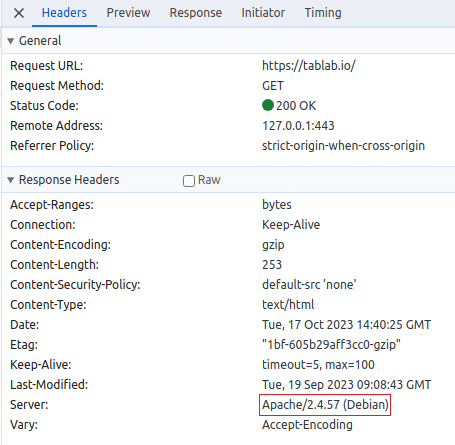 Headers Preview Response Initiator Timing
General
Request URL: https://tablab.io/
Request Method: GET
Status Code: 200 OK
Remote Address: 127.0.0.1:443
Referrer Policy: strict-origin-when-cross-origin
Response Headers Raw
Accept-Ranges: bytes
Connection: Keep-Alive
Content-Encoding: gzip
Content-Length: 253
Content-Security-Policy: default-src 'none'
Content-Type: text/html
Date: Tue, 17 Oct 2023 14:40:25 GMT
Etag: "1bf-605b29aff3cc0-gzip"
Keep-Alive: timeout=5, max=100
Last-Modified: Tue, 19 Sep 2023 09:08:43 GMT
Server: Apache/2.4.57 (Debian)
Vary: Accept-Encoding